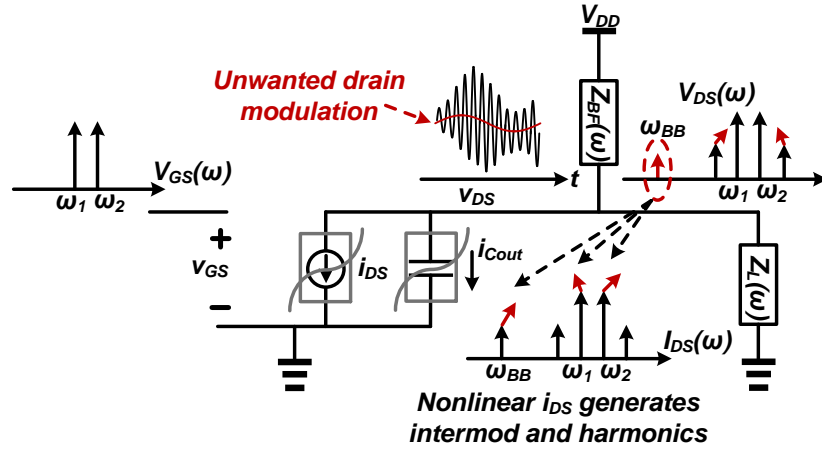 V_DD
Unwanted drain
modulation
Z_BF(ω)
V_DS(ω)
ω_BB
V_GS(ω)
ω_1 ω_2
t
v_DS
ω_1 ω_2
+
v_GS
–
i_DS
i_Cout
Z_L(ω)
I_DS(ω)
ω_BB ω_1 ω_2
Nonlinear i_DS generates
intermod and harmonics